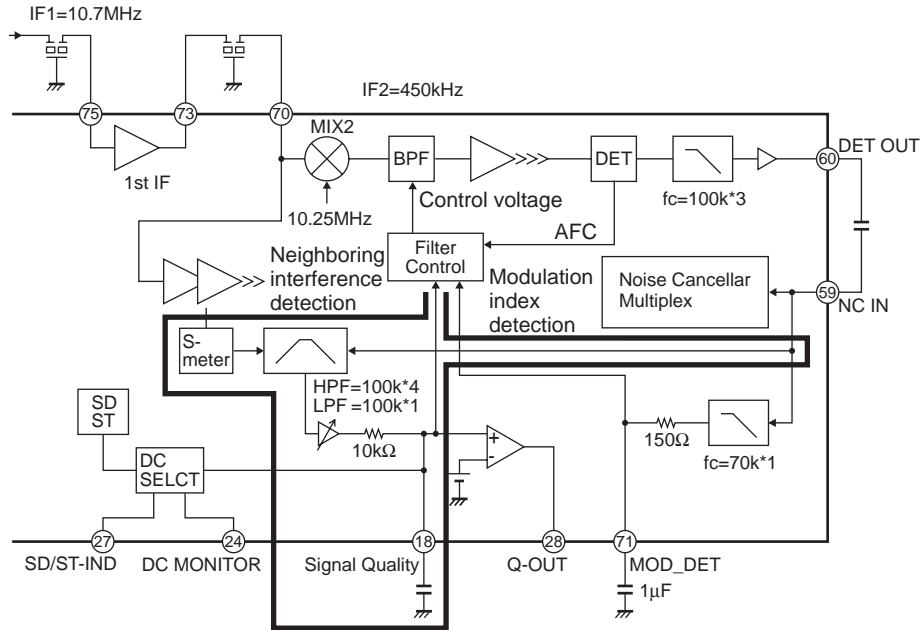 IF1=10.7MHz
IF2=450kHz
75
73
70
MIX2
DET OUT
1st IF
BPF
DET
60
fc=100k*3
10.25MHz
Control voltage
AFC
Neighboring
interference
detection
Filter
Control
Modulation
index
detection
Noise Cancellar
Multiplex
59
NC IN
S-
meter
HPF=100k*4
LPF=100k*1
SD
ST
10kΩ
+
-
150Ω
fc=70k*1
DC
SELCT
27
24
18
28
71
SD/ST-IND
DC MONITOR
Signal Quality
Q-OUT
MOD_DET
1μF